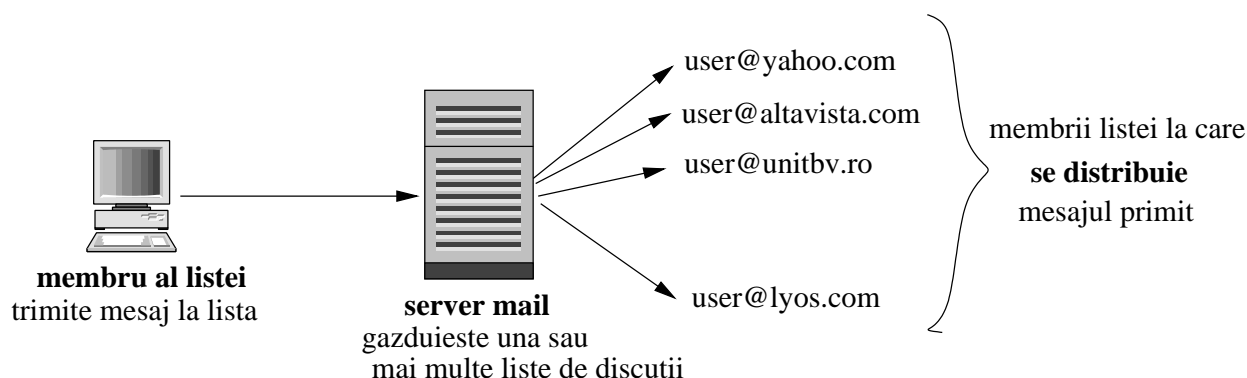 membru al listei
trimite mesaj la lista
server mail
gazduieste una sau
mai multe liste de discutii
user@yahoo.com
user@altavista.com
user@unitbv.ro
user@lyos.com
membrii listei la care
se distribuie
mesajul primit